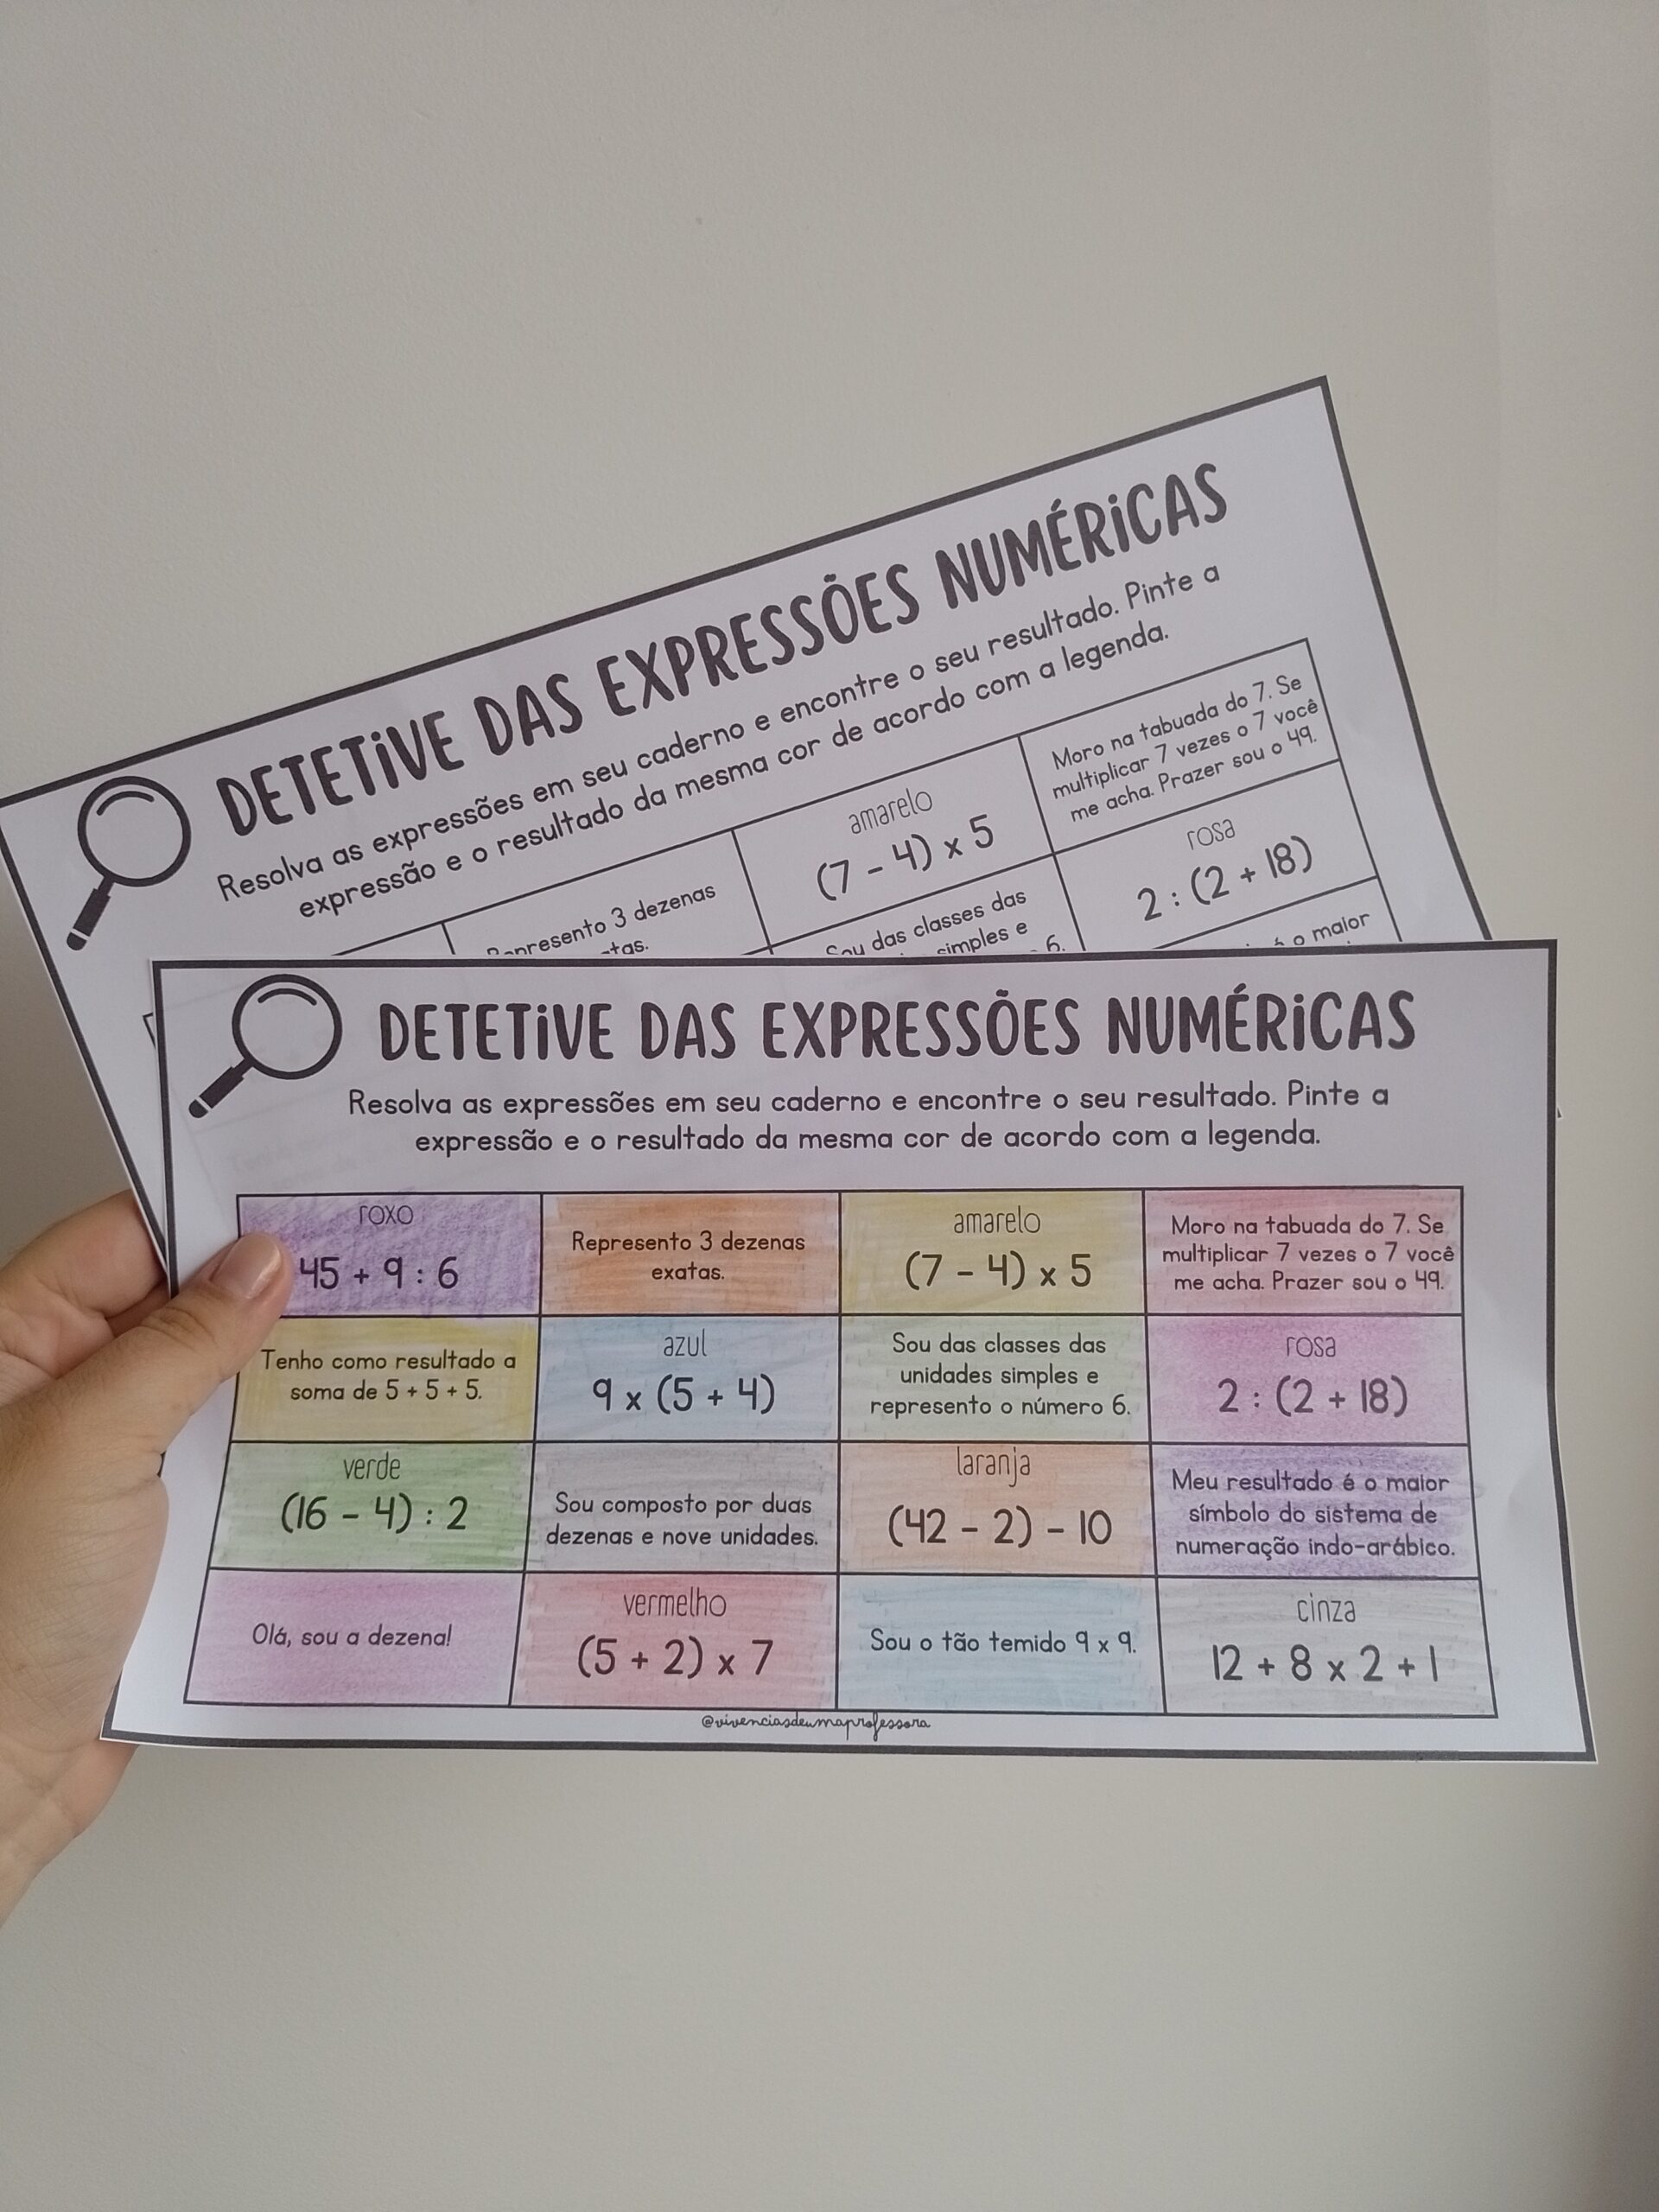 DETETIVE DAS EXPRESSÕES NUMÉRICAS
Resolva as expressões em seu caderno e encontre o seu resultado. Pinte a
expressão e o resultado da mesma cor de acordo com a legenda.
Represento 3 dezenas
amarelo
(7 - 4) x 5
Moro na tabuada do 7. Se
multiplicar 7 vezes o 7 você
me acha. Prazer sou o 49.
Sou das classes das
simples e
6.
rosa
2 : (2 + 18)
é o maior
DETETIVE DAS EXPRESSÕES NUMÉRICAS
Resolva as expressões em seu caderno e encontre o seu resultado. Pinte a
expressão e o resultado da mesma cor de acordo com a legenda.
roxo
45 + 9 : 6
Represento 3 dezenas
exatas.
amarelo
(7 - 4) x 5
Moro na tabuada do 7. Se
multiplicar 7 vezes o 7 você
me acha. Prazer sou o 49.
Tenho como resultado a
soma de 5 + 5 + 5.
azul
9 x (5 + 4)
Sou das classes das
unidades simples e
represento o número 6.
rosa
2 : (2 + 18)
verde
(16 - 4) : 2
Sou composto por duas
dezenas e nove unidades.
laranja
(42 - 2) - 10
Meu resultado é o maior
símbolo do sistema de
numeração indo-arábico.
Olá, sou a dezena!
vermelho
(5 + 2) x 7
Sou o tão temido 9 x 9.
cinza
12 + 8 x 2 + 1
@vivenciasdeumaprofessora